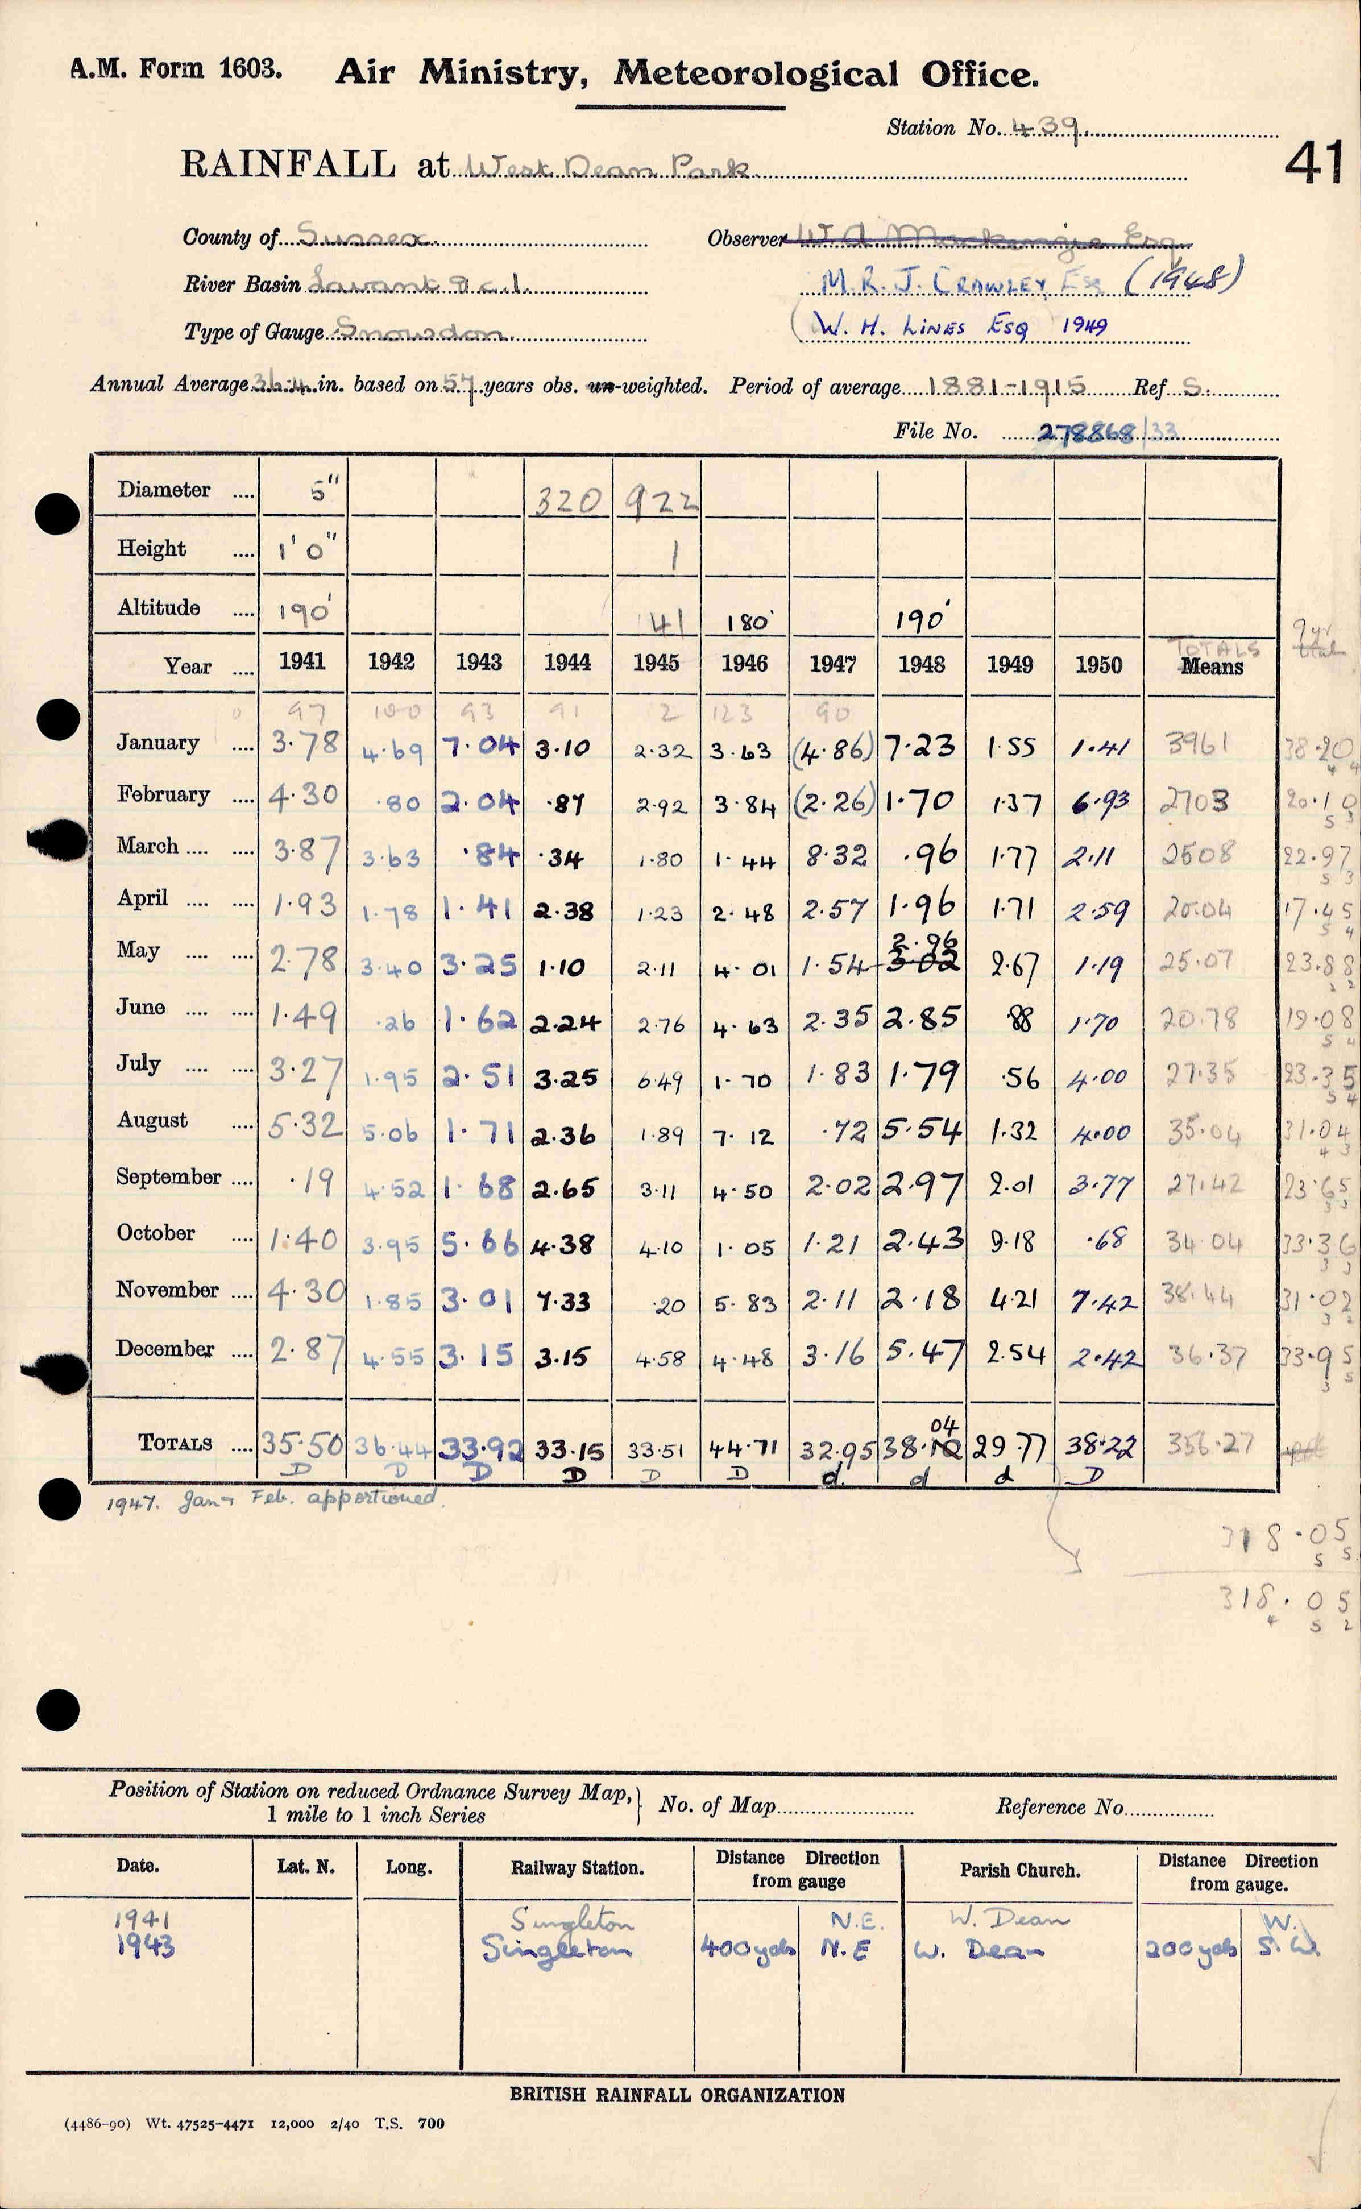 A.M. Form 1603. Air Ministry, Meteorological Office.
Station No. 439.
41
RAINFALL at West Dean Park
County of Sussex Observer W. A. Mackenzie Esq
River Basin Lavant &c. 1. M. R. J. CRAWLEY, Esq (1948)
Type of Gauge Snowdon (W. H. LINES ESQ 1949
Annual Average 36.4 in. based on 57 years obs. un-weighted. Period of average 1881-1915 Ref S.
File No. 278868/33
Diameter .... 5" 320 922
Height .... 1' 0" 1
Altitude .... 190' 141 180' 190'
9 yr total
TOTALS
Year .... 1941 1942 1943 1944 1945 1946 1947 1948 1949 1950 Means
0 97 100 93 91 2 123 90
January .... 3.78 4.69 7.04 3.10 2.32 3.63 (4.86) 7.23 1.55 1.41 3961 38.20
February .... 4.30 .80 2.04 .87 2.92 3.84 (2.26) 1.70 1.37 6.93 2703 20.10
March .... .... 3.87 3.63 .84 .34 1.80 1.44 8.32 .96 1.77 2.11 2508 22.97
April .... .... 1.93 1.78 1.41 2.38 1.23 2.48 2.57 1.96 1.71 2.59 20.04 17.45
2.96
May .... .... 2.78 3.40 3.25 1.10 2.11 4.01 1.54 3.02 2.67 1.19 25.07 23.88
June .... .... 1.49 .26 1.62 2.24 2.76 4.63 2.35 2.85 .88 1.70 20.78 19.08
July .... .... 3.27 1.95 2.51 3.25 6.49 1.70 1.83 1.79 .56 4.00 27.35 23.35
August .... 5.32 5.06 1.71 2.36 1.89 7.12 .72 5.54 1.32 4.00 35.04 31.04
September .... .19 4.52 1.68 2.65 3.11 4.50 2.02 2.97 2.01 3.77 27.42 23.65
October .... 1.40 3.95 5.66 4.38 4.10 1.05 1.21 2.43 9.18 .68 34.04 33.36
November .... 4.30 1.85 3.01 7.33 .20 5.83 2.11 2.18 4.21 7.42 38.44 31.02
December .... 2.87 4.55 3.15 3.15 4.58 4.48 3.16 5.47 2.54 2.42 36.37 33.95
04
TOTALS .... 35.50 36.44 33.92 33.15 33.51 44.71 32.95 38.10 29.77 38.22 356.27
D D D D D D d d d D
1947. Jan & Feb. apportioned.
318.05
318.05
Position of Station on reduced Ordnance Survey Map,} No. of Map Reference No
1 mile to 1 inch Series
Date. Lat. N. Long. Railway Station. Distance Direction from gauge Parish Church. Distance Direction from gauge.
1941 Singleton N.E. W. Dean W.
1943 Singleton 400 yds N.E W. Dean 200 yds S.W.
BRITISH RAINFALL ORGANIZATION
(4486-90) Wt. 47525-4471 12,000 2/40 T.S. 700